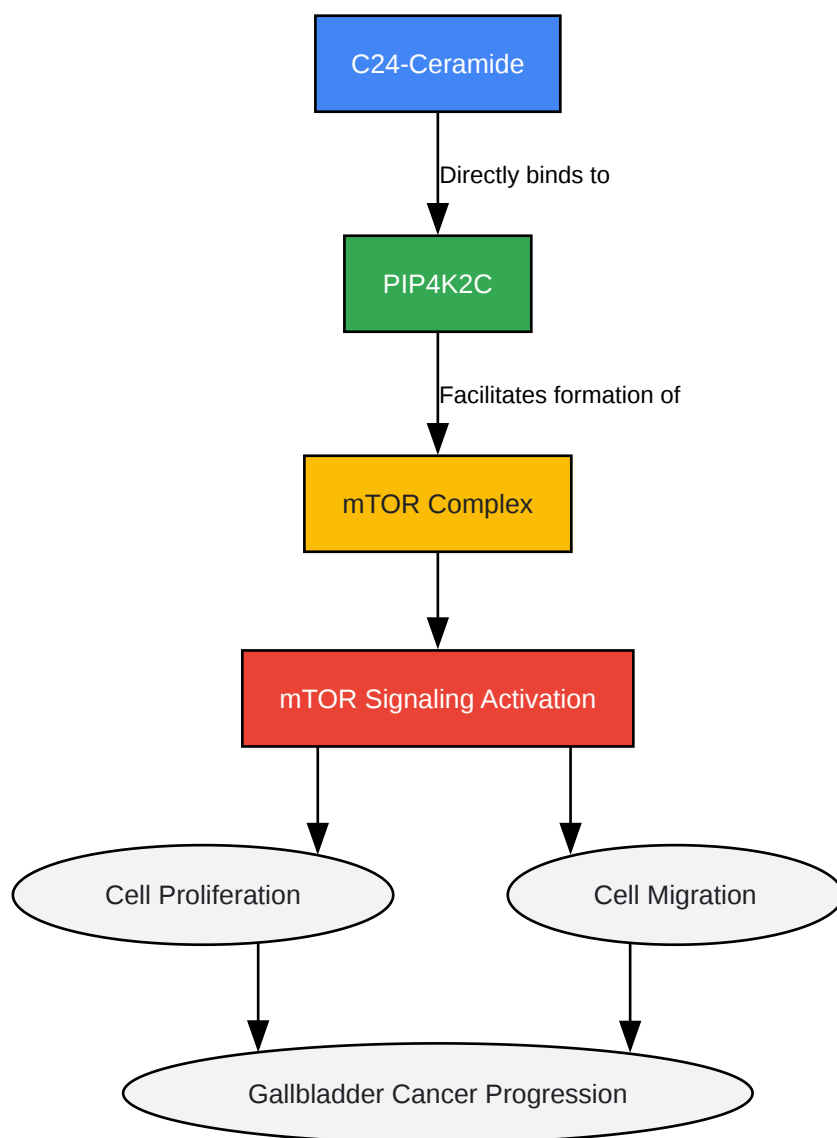 C24-Ceramide
Directly binds to
PIP4K2C
Facilitates formation of
mTOR Complex
mTOR Signaling Activation
Cell Proliferation
Cell Migration
Gallbladder Cancer Progression